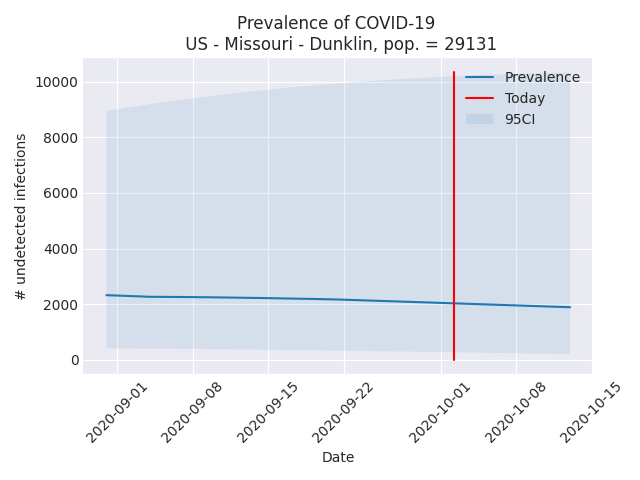 Prevalence of COVID-19
US - Missouri - Dunklin, pop. = 29131
# undetected infections
10000
8000
6000
4000
2000
0
Prevalence
Today
95CI
2020-09-01
2020-09-08
2020-09-15
2020-09-22
2020-10-01
2020-10-08
2020-10-15
Date